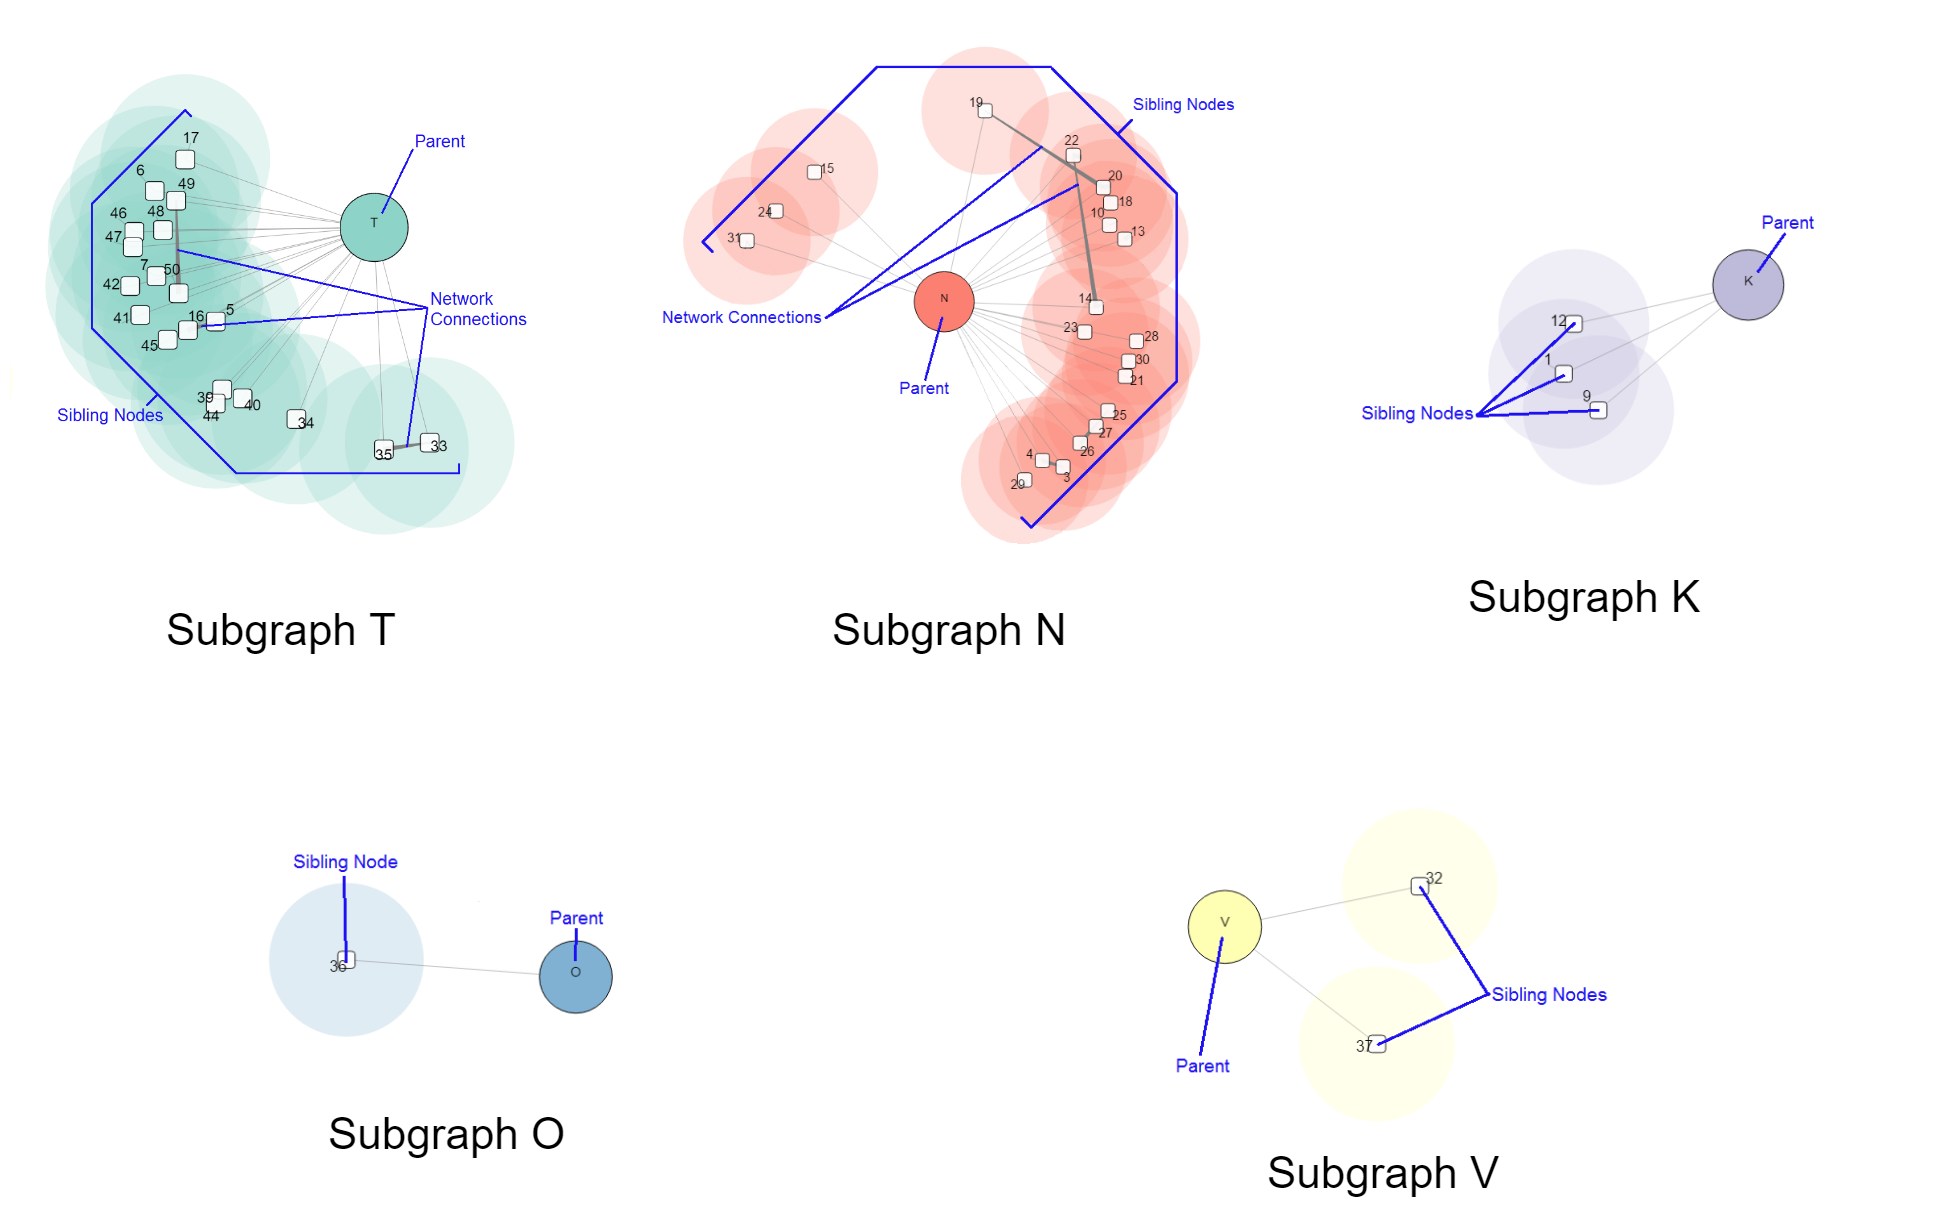 17
Parent
6
49
T
46
48
47
7
50
42
Network
Connections
5
16
41
45
39
40
44
34
Sibling Nodes
35
33
Subgraph T
19
Sibling Nodes
22
15
20
18
24
10
13
31
N
14
Network Connections
23
28
30
21
Parent
25
27
26
4
3
29
Subgraph N
Parent
K
12
1
9
Sibling Nodes
Subgraph K
Sibling Node
Parent
36
O
Subgraph O
32
V
Sibling Nodes
37
Parent
Subgraph V